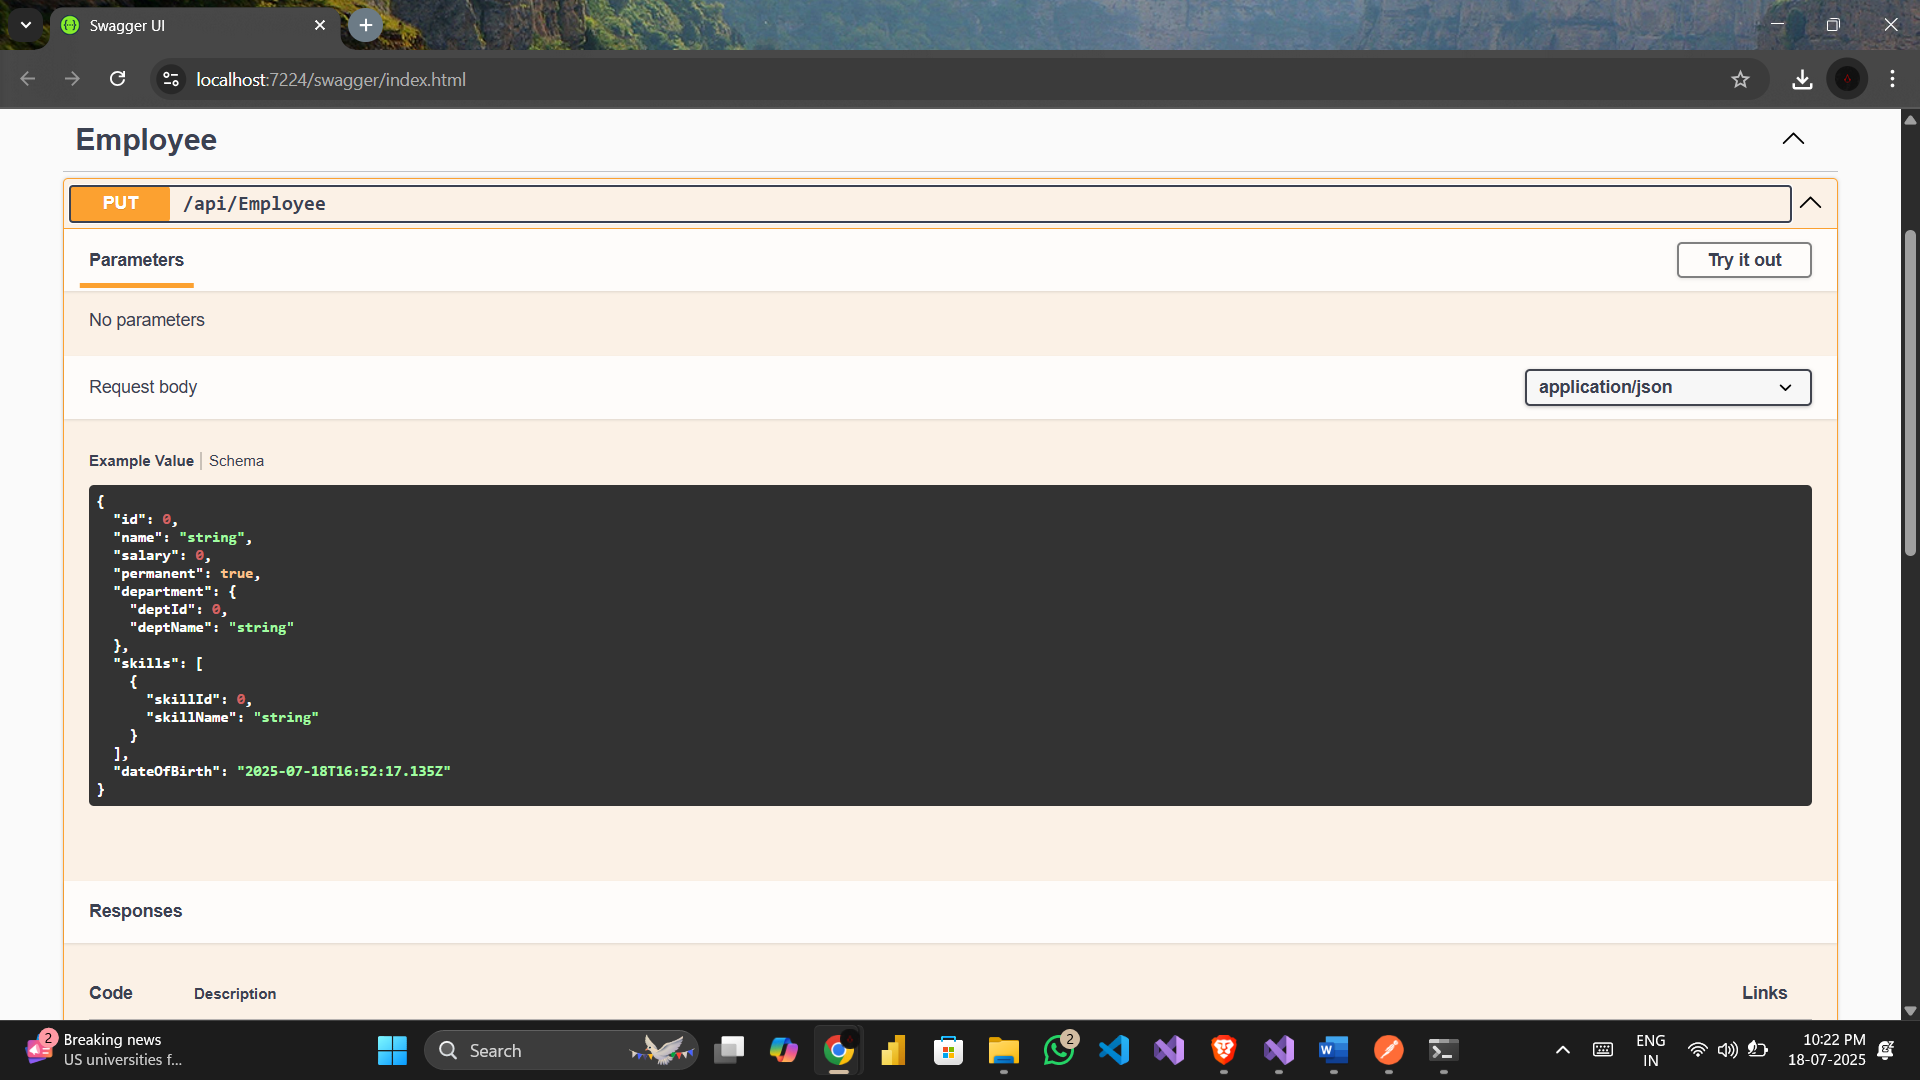 Swagger UI
localhost:7224/swagger/index.html
Employee
PUT /api/Employee
Parameters
Try it out
No parameters
Request body
application/json
Example Value | Schema
{
  "id": 0,
  "name": "string",
  "salary": 0,
  "permanent": true,
  "department": {
    "deptId": 0,
    "deptName": "string"
  },
  "skills": [
    {
      "skillId": 0,
      "skillName": "string"
    }
  ],
  "dateOfBirth": "2025-07-18T16:52:17.135Z"
}
Responses
Code Description Links
2
Breaking news
US universities f...
Search
2
ENG
IN
10:22 PM
18-07-2025